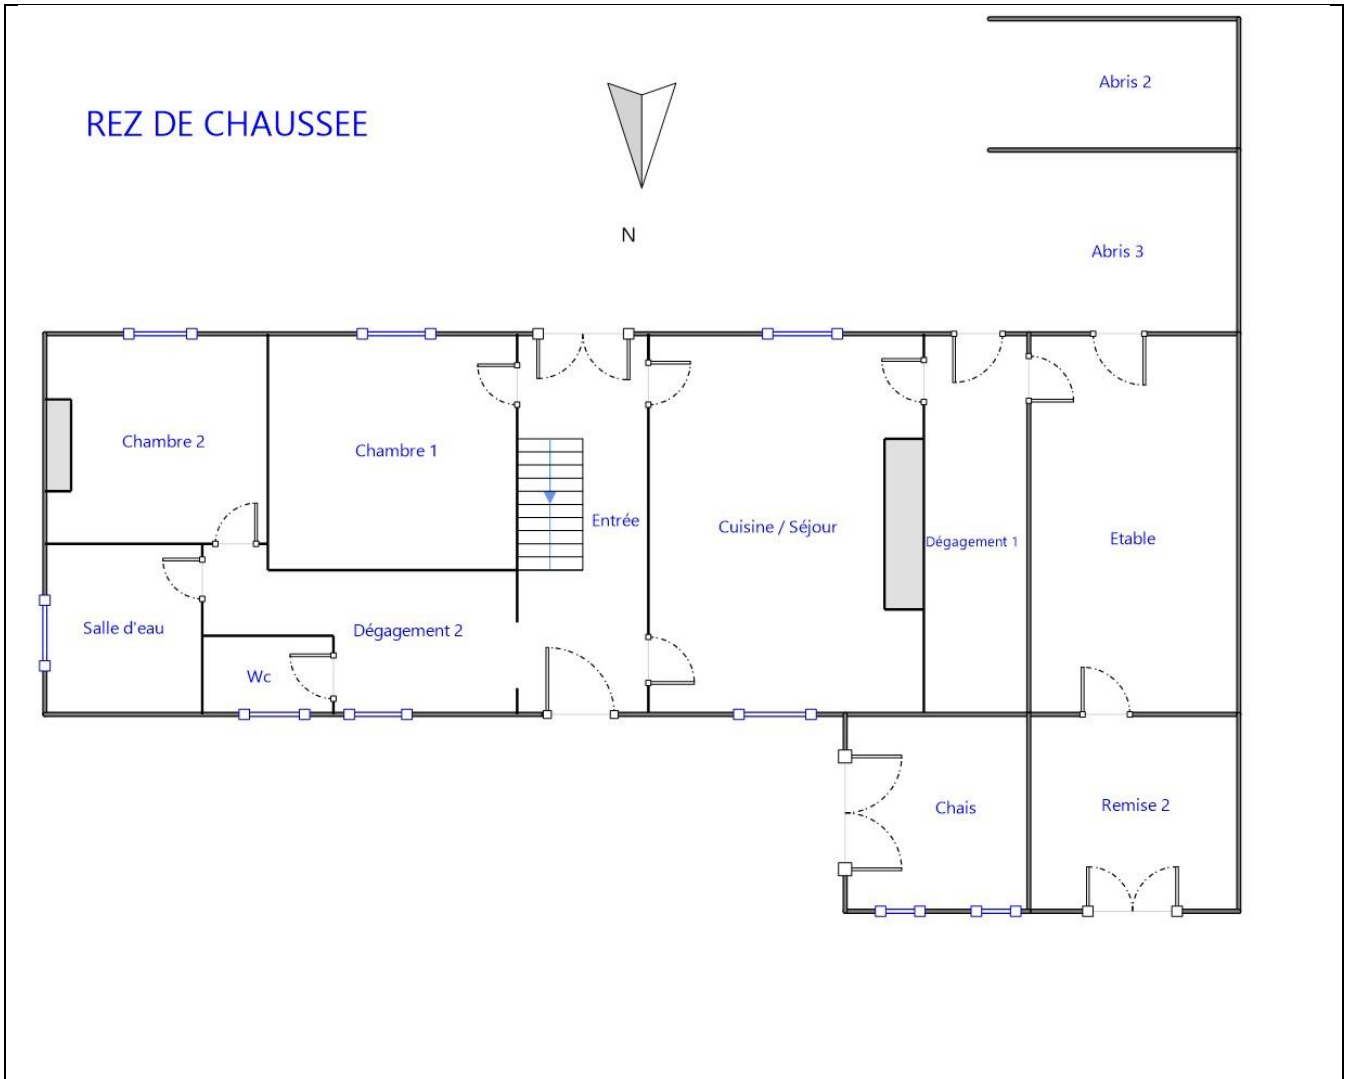 Abris 2
REZ DE CHAUSSEE
N
Abris 3
Chambre 2
Chambre 1
Entrée
Cuisine / Séjour
Dégagement 1
Etable
Salle d'eau
Dégagement 2
Wc
Chais
Remise 2